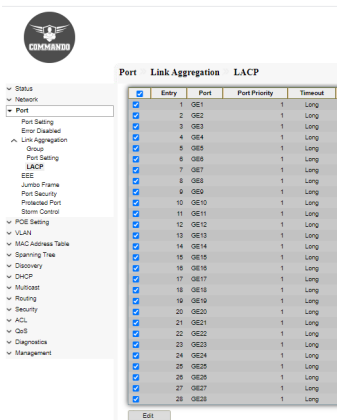 COMMANDO
Port Link Aggregation LACP
Status
Network
Port
Port Setting
Error Disabled
Link Aggregation
Group
Port Setting
LACP
EEE
Jumbo Frame
Port Security
Protected Port
Storm Control
POE Setting
VLAN
MAC Address Table
Spanning Tree
Discovery
DHCP
Multicast
Routing
Security
ACL
QoS
Diagnostics
Management
Entry Port Port Priority Timeout
1 GE1 1 Long
2 GE2 1 Long
3 GE3 1 Long
4 GE4 1 Long
5 GE5 1 Long
6 GE6 1 Long
7 GE7 1 Long
8 GE8 1 Long
9 GE9 1 Long
10 GE10 1 Long
11 GE11 1 Long
12 GE12 1 Long
13 GE13 1 Long
14 GE14 1 Long
15 GE15 1 Long
16 GE16 1 Long
17 GE17 1 Long
18 GE18 1 Long
19 GE19 1 Long
20 GE20 1 Long
21 GE21 1 Long
22 GE22 1 Long
23 GE23 1 Long
24 GE24 1 Long
25 GE25 1 Long
26 GE26 1 Long
27 GE27 1 Long
28 GE28 1 Long
Edit